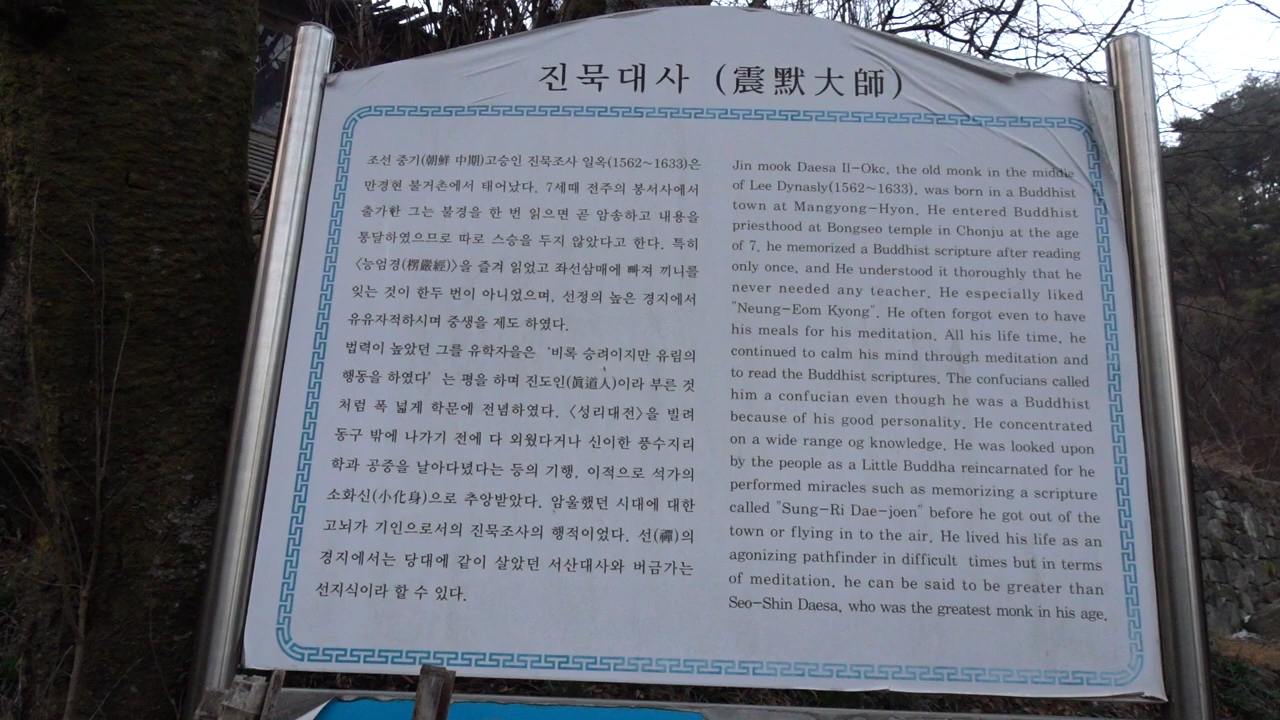 진묵대사 (震默大師)
조선 중기(朝鮮 中期)고승인 진묵조사 일옥(1562~1633)은
만경현 불거촌에서 태어났다. 7세때 전주의 봉서사에서
출가한 그는 불경을 한 번 읽으면 곧 암송하고 내용을
통달하였으므로 따로 스승을 두지 않았다고 한다. 특히
〈능엄경(楞嚴經)〉을 즐겨 읽었고 좌선삼매에 빠져 끼니를
잊는 것이 한두 번이 아니었으며, 선정의 높은 경지에서
유유자적하시며 중생을 제도 하였다.
법력이 높았던 그를 유학자을은 ‘비록 승려이지만 유림의
행동을 하였다’ 는 평을 하며 진도인(眞道人)이라 부른 것
처럼 폭 넓게 학문에 전념하였다. 〈성리대전〉을 빌려
동구 밖에 나가기 전에 다 외웠다거나 신이한 풍수지리
학과 공중을 날아다녔다는 등의 기행, 이적으로 석가의
소화신(小化身)으로 추앙받았다. 암울했던 시대에 대한
고뇌가 기인으로서의 진묵조사의 행적이었다. 선(禪)의
경지에서는 당대에 같이 살았던 서산대사와 버금가는
선지식이라 할 수 있다.
Jin mook Daesa Il-Okc, the old monk in the middle
of Lee Dynasly(1562~1633), was born in a Buddhist
town at Mangyong-Hyon. He entered Buddhist
priesthood at Bongseo temple in Chonju at the age
of 7. he memorized a Buddhist scripture after reading
only once, and He understood it thoroughly that he
never needed any teacher. He especially liked
"Neung-Eom Kyong". He often forgot even to have
his meals for his meditation. All his life time, he
continued to calm his mind through meditation and
to read the Buddhist scriptures. The confucians called
him a confucian even though he was a Buddhist
because of his good personality. He concentrated
on a wide range og knowledge. He was looked upon
by the people as a Little Buddha reincarnated for he
performed miracles such as memorizing a scripture
called "Sung-Ri Dae-joen" before he got out of the
town or flying in to the air. He lived his life as an
agonizing pathfinder in difficult times but in terms
of meditation, he can be said to be greater than
Seo-Shin Daesa, who was the greatest monk in his age.